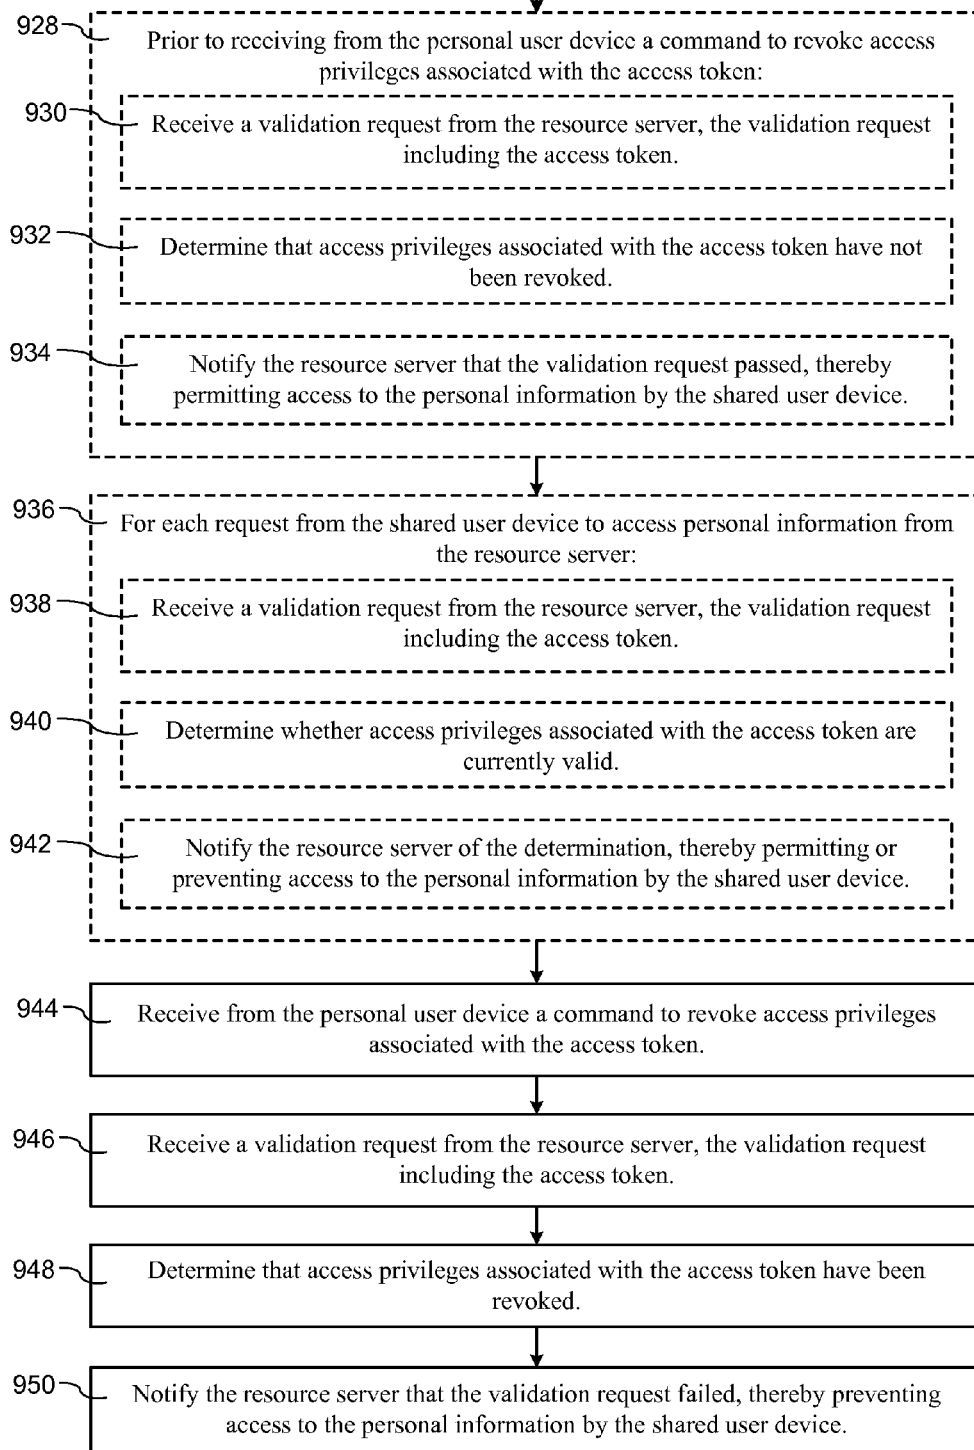 928
Prior to receiving from the personal user device a command to revoke access
privileges associated with the access token:
930
Receive a validation request from the resource server, the validation request
including the access token.
932
Determine that access privileges associated with the access token have not
been revoked.
934
Notify the resource server that the validation request passed, thereby
permitting access to the personal information by the shared user device.
936
For each request from the shared user device to access personal information from
the resource server:
938
Receive a validation request from the resource server, the validation request
including the access token.
940
Determine whether access privileges associated with the access token are
currently valid.
942
Notify the resource server of the determination, thereby permitting or
preventing access to the personal information by the shared user device.
944
Receive from the personal user device a command to revoke access privileges
associated with the access token.
946
Receive a validation request from the resource server, the validation request
including the access token.
948
Determine that access privileges associated with the access token have been
revoked.
950
Notify the resource server that the validation request failed, thereby preventing
access to the personal information by the shared user device.